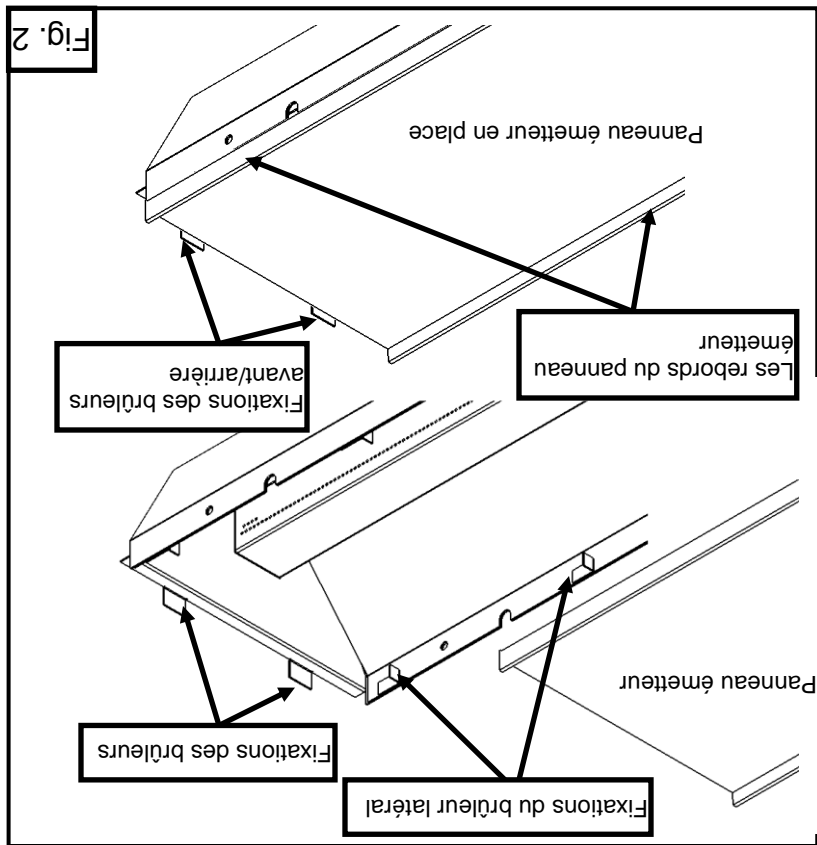 Fixations du brûleur latéral
Fixations des brûleurs
Panneau émetteur
Les rebords du panneau
émetteur
Fixations des brûleurs
avant/arrière
Panneau émetteur en place
Fig. 2